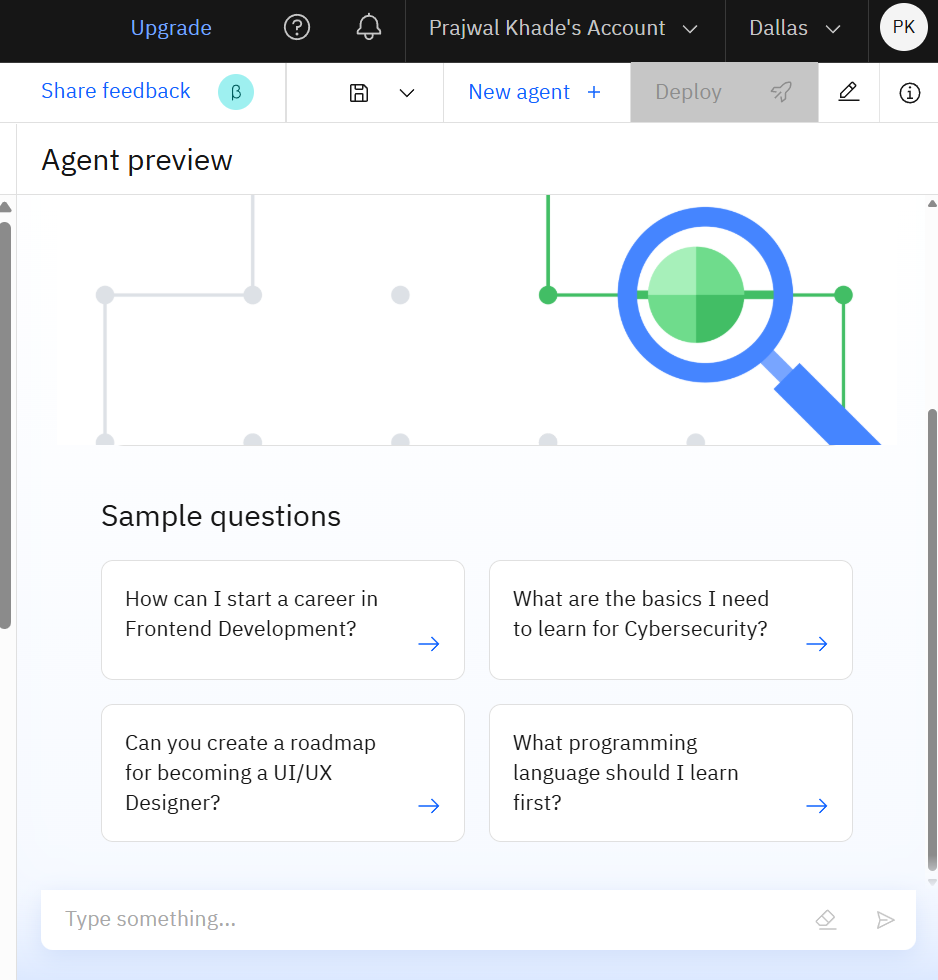 Upgrade
Prajwal Khade's Account
Dallas
PK
Share feedback
β
New agent +
Deploy
Agent preview
Sample questions
How can I start a career in
Frontend Development?
What are the basics I need
to learn for Cybersecurity?
Can you create a roadmap
for becoming a UI/UX
Designer?
What programming
language should I learn
first?
Type something...